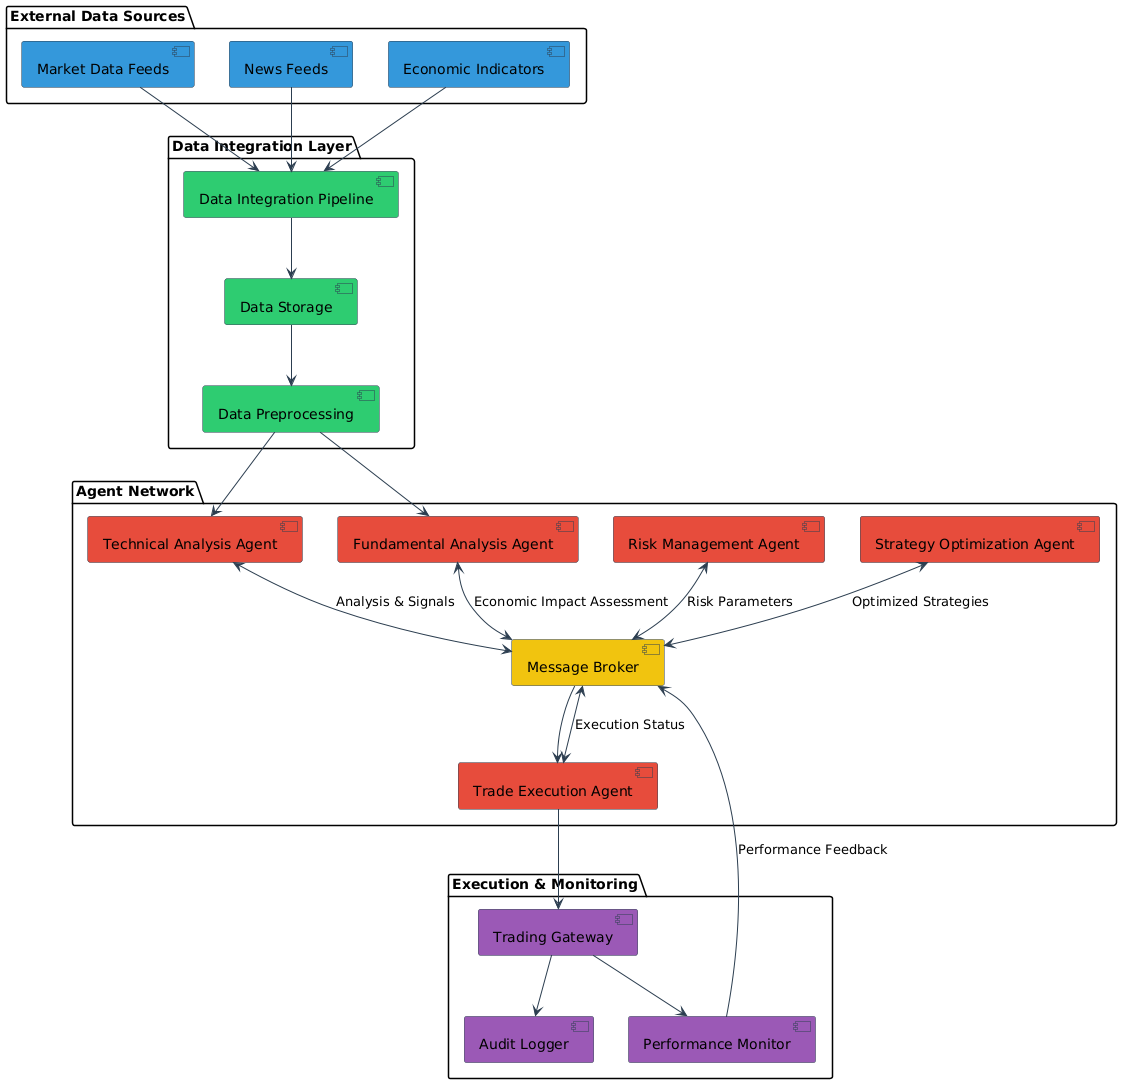 External Data Sources
Market Data Feeds
News Feeds
Economic Indicators
Data Integration Layer
Data Integration Pipeline
Data Storage
Data Preprocessing
Agent Network
Technical Analysis Agent
Fundamental Analysis Agent
Risk Management Agent
Strategy Optimization Agent
Analysis & Signals
Economic Impact Assessment
Risk Parameters
Optimized Strategies
Message Broker
Execution Status
Trade Execution Agent
Performance Feedback
Execution & Monitoring
Trading Gateway
Audit Logger
Performance Monitor